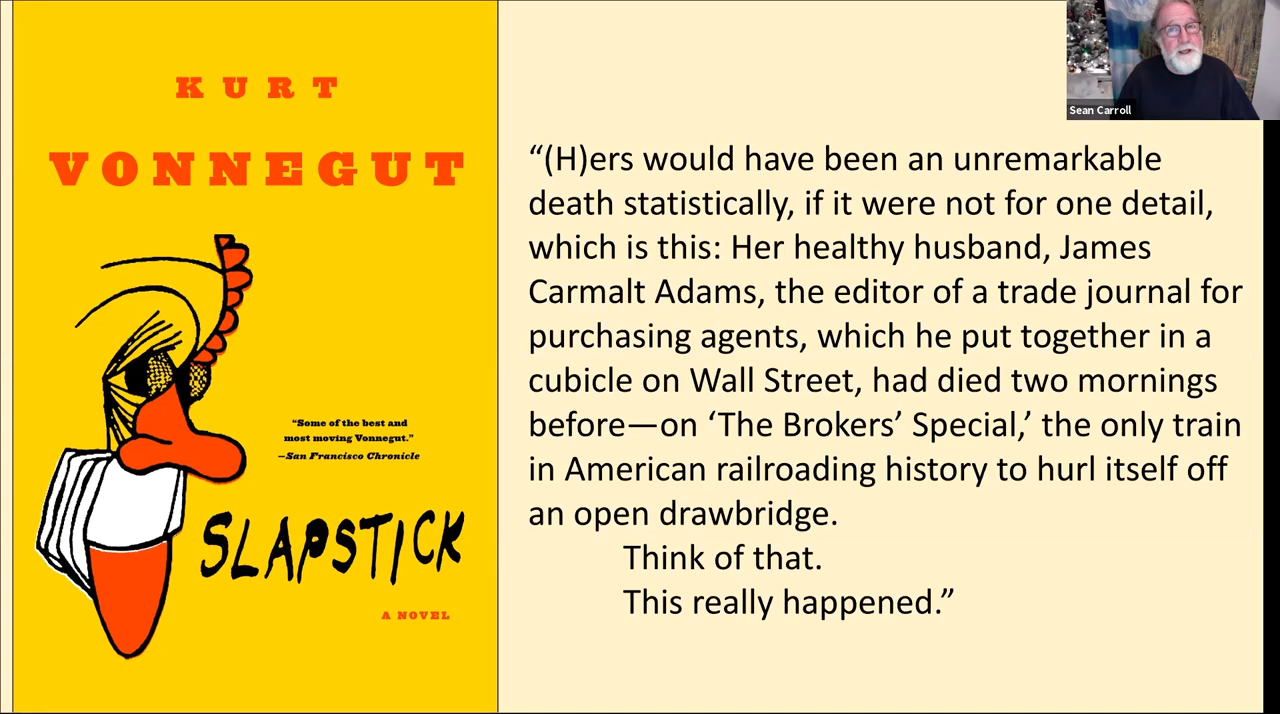 KURT
VONNEGUT
“Some of the best and
most moving Vonnegut.”
—San Francisco Chronicle
SLAPSTICK
A NOVEL
Sean Carroll
“(H)ers would have been an unremarkable
death statistically, if it were not for one detail,
which is this: Her healthy husband, James
Carmalt Adams, the editor of a trade journal for
purchasing agents, which he put together in a
cubicle on Wall Street, had died two mornings
before—on ‘The Brokers’ Special,’ the only train
in American railroading history to hurl itself off
an open drawbridge.
Think of that.
This really happened.”